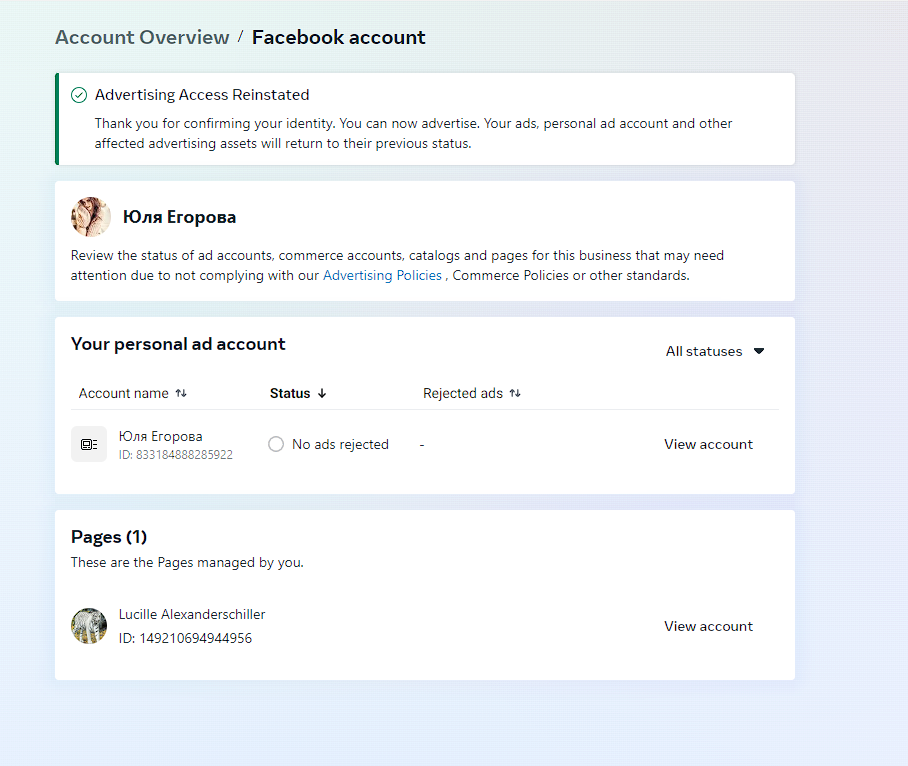 Account Overview / Facebook account
Advertising Access Reinstated
Thank you for confirming your identity. You can now advertise. Your ads, personal ad account and other
affected advertising assets will return to their previous status.
Юля Егорова
Review the status of ad accounts, commerce accounts, catalogs and pages for this business that may need
attention due to not complying with our Advertising Policies , Commerce Policies or other standards.
Your personal ad account
All statuses
Account name Status Rejected ads
Юля Егорова
ID: 833184888285922
No ads rejected - View account
Pages (1)
These are the Pages managed by you.
Lucille Alexanderschiller
ID: 149210694944956
View account